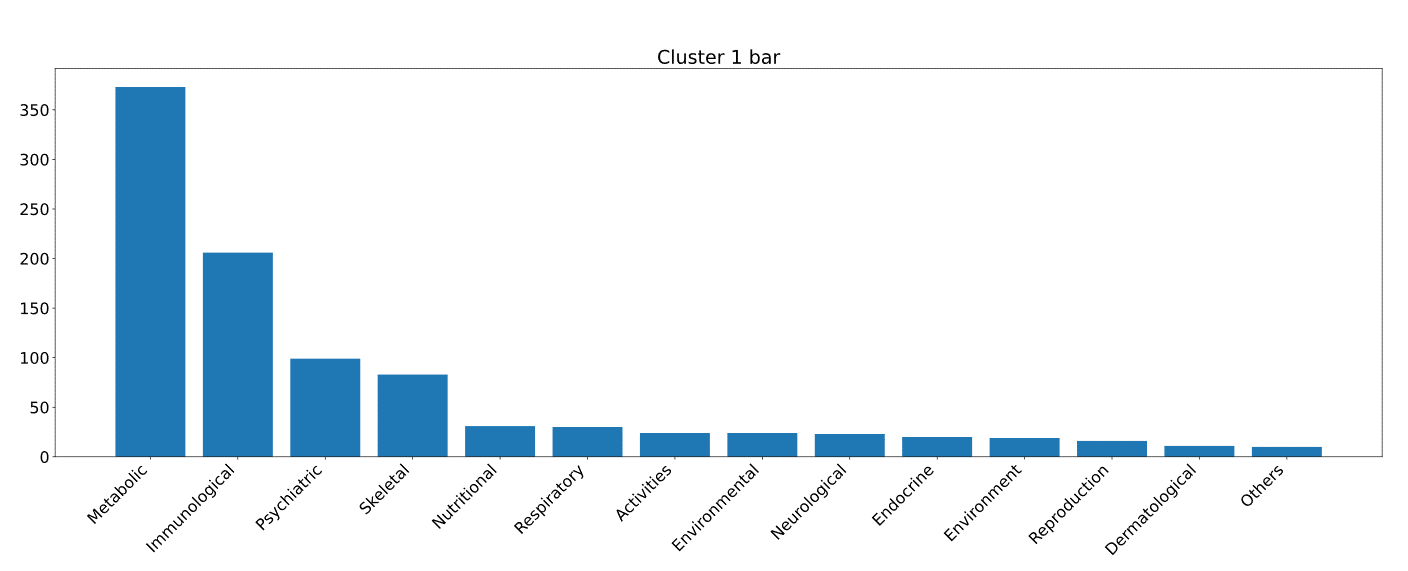 Cluster 1 bar
350
300
250
200
150
100
50
0
Metabolic
Immunological
Psychiatric
Skeletal
Nutritional
Respiratory
Activities
Environmental
Neurological
Endocrine
Environment
Reproduction
Dermatological
Others